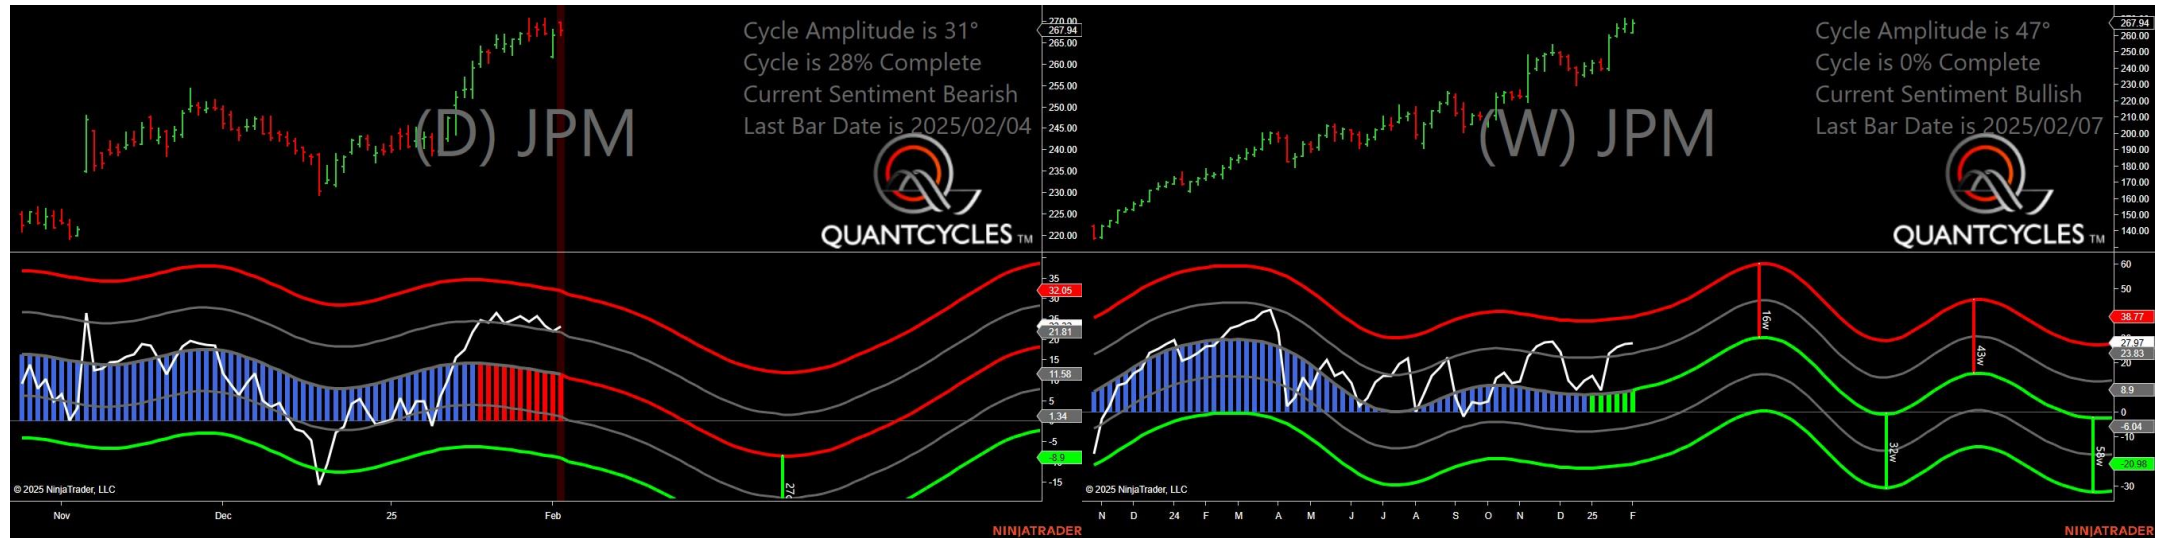 Cycle Amplitude is 31°
Cycle is 28% Complete
Current Sentiment Bearish
Last Bar Date is 2025/02/04
(D) JPM
QUANTCYCLES TM
270.00
267.94
265.00
260.00
255.00
250.00
245.00
240.00
235.00
230.00
225.00
220.00
35
32.05
30
25
21.81
20
15
11.58
10
5
1.34
-5
-8.9
-15
27
© 2025 NinjaTrader, LLC
Nov Dec 25 Feb
NINJATRADER
Cycle Amplitude is 47°
Cycle is 0% Complete
Current Sentiment Bullish
Last Bar Date is 2025/02/07
(W) JPM
QUANTCYCLES TM
267.94
260.00
250.00
240.00
230.00
220.00
210.00
200.00
190.00
180.00
170.00
160.00
150.00
140.00
60
50
38.77
27.97
23.83
20
8.9
0
-6.04
-10
-20.98
-30
16w
32w
43w
58w
© 2025 NinjaTrader, LLC
N D 24 F M A M J J A S O N D 25 F
NINJATRADER